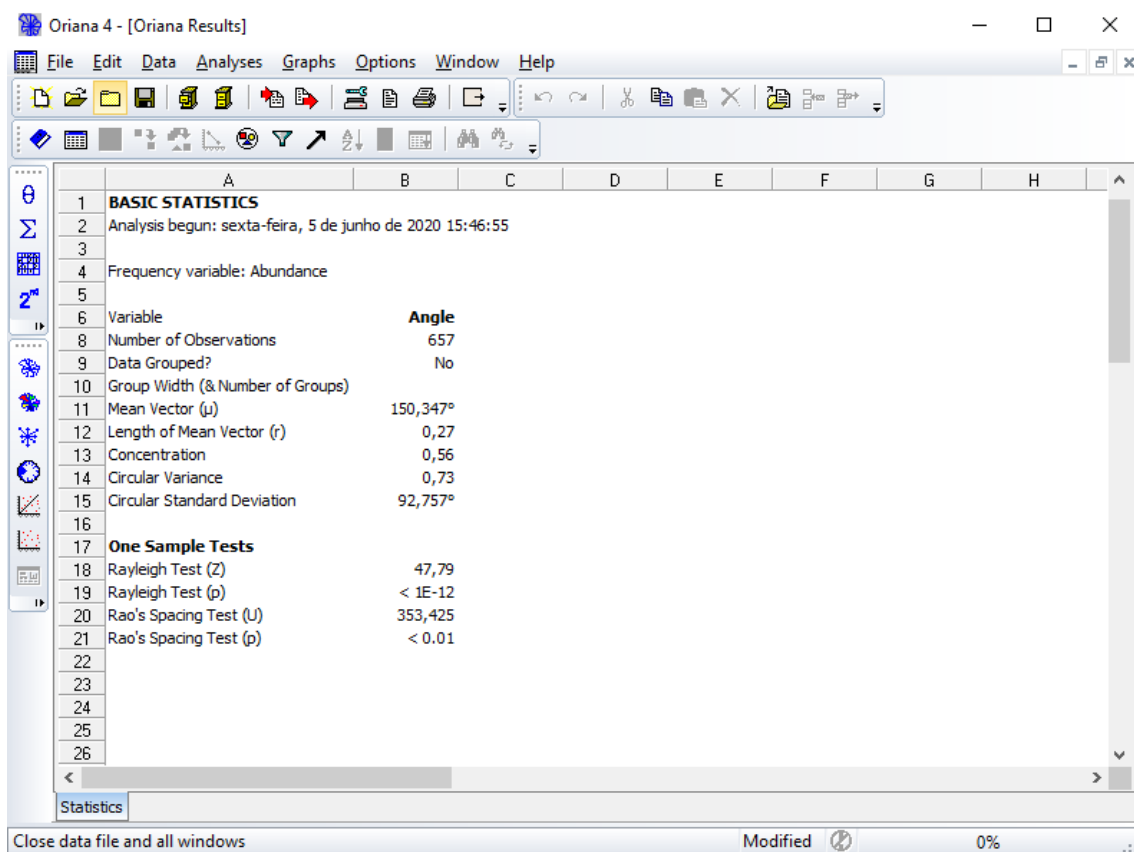 Oriana 4 - [Oriana Results]
File Edit Data Analyses Graphs Options Window Help
θ
Σ
2nd
A B C D E F G H
1 BASIC STATISTICS
2 Analysis begun: sexta-feira, 5 de junho de 2020 15:46:55
3
4 Frequency variable: Abundance
5
6 Variable Angle
8 Number of Observations 657
9 Data Grouped? No
10 Group Width (& Number of Groups)
11 Mean Vector (µ) 150,347°
12 Length of Mean Vector (r) 0,27
13 Concentration 0,56
14 Circular Variance 0,73
15 Circular Standard Deviation 92,757°
16
17 One Sample Tests
18 Rayleigh Test (Z) 47,79
19 Rayleigh Test (p) < 1E-12
20 Rao's Spacing Test (U) 353,425
21 Rao's Spacing Test (p) < 0.01
22
23
24
25
26
Statistics
Close data file and all windows Modified 0%